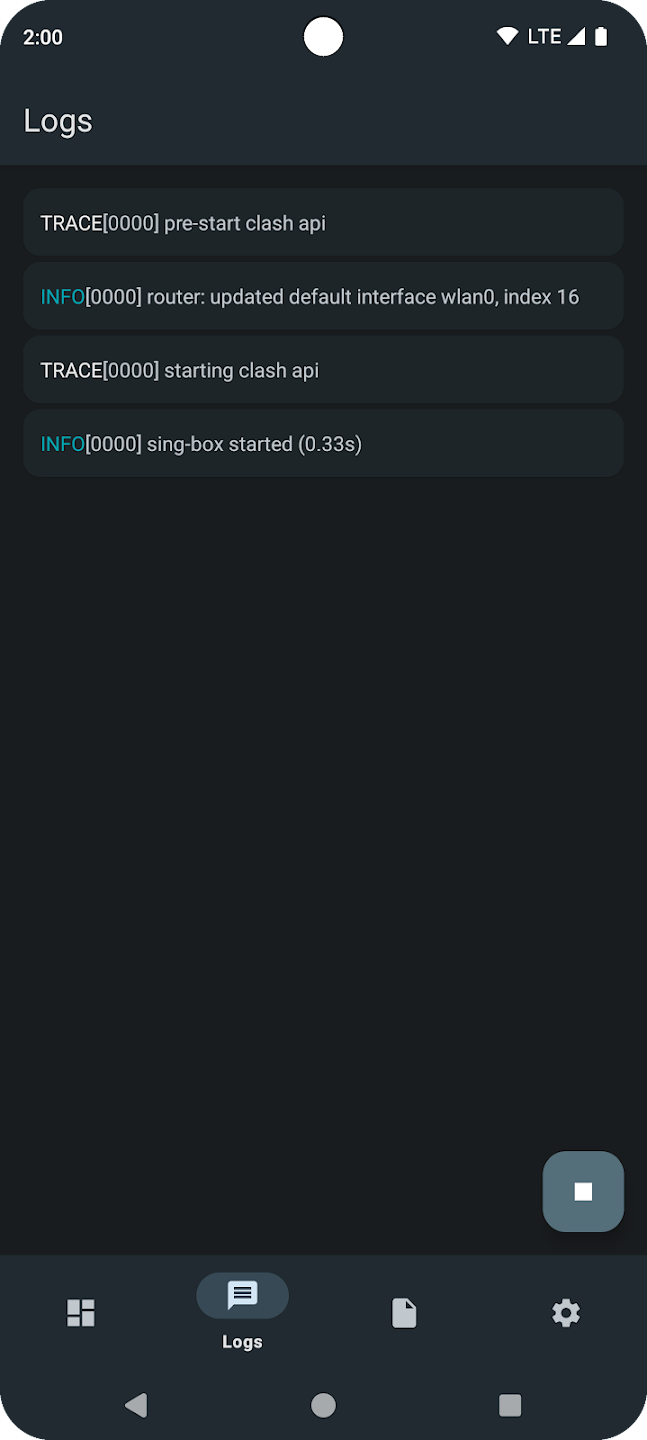 2:00
LTE
Logs
TRACE[0000] pre-start clash api
INFO[0000] router: updated default interface wlan0, index 16
TRACE[0000] starting clash api
INFO[0000] sing-box started (0.33s)
Logs